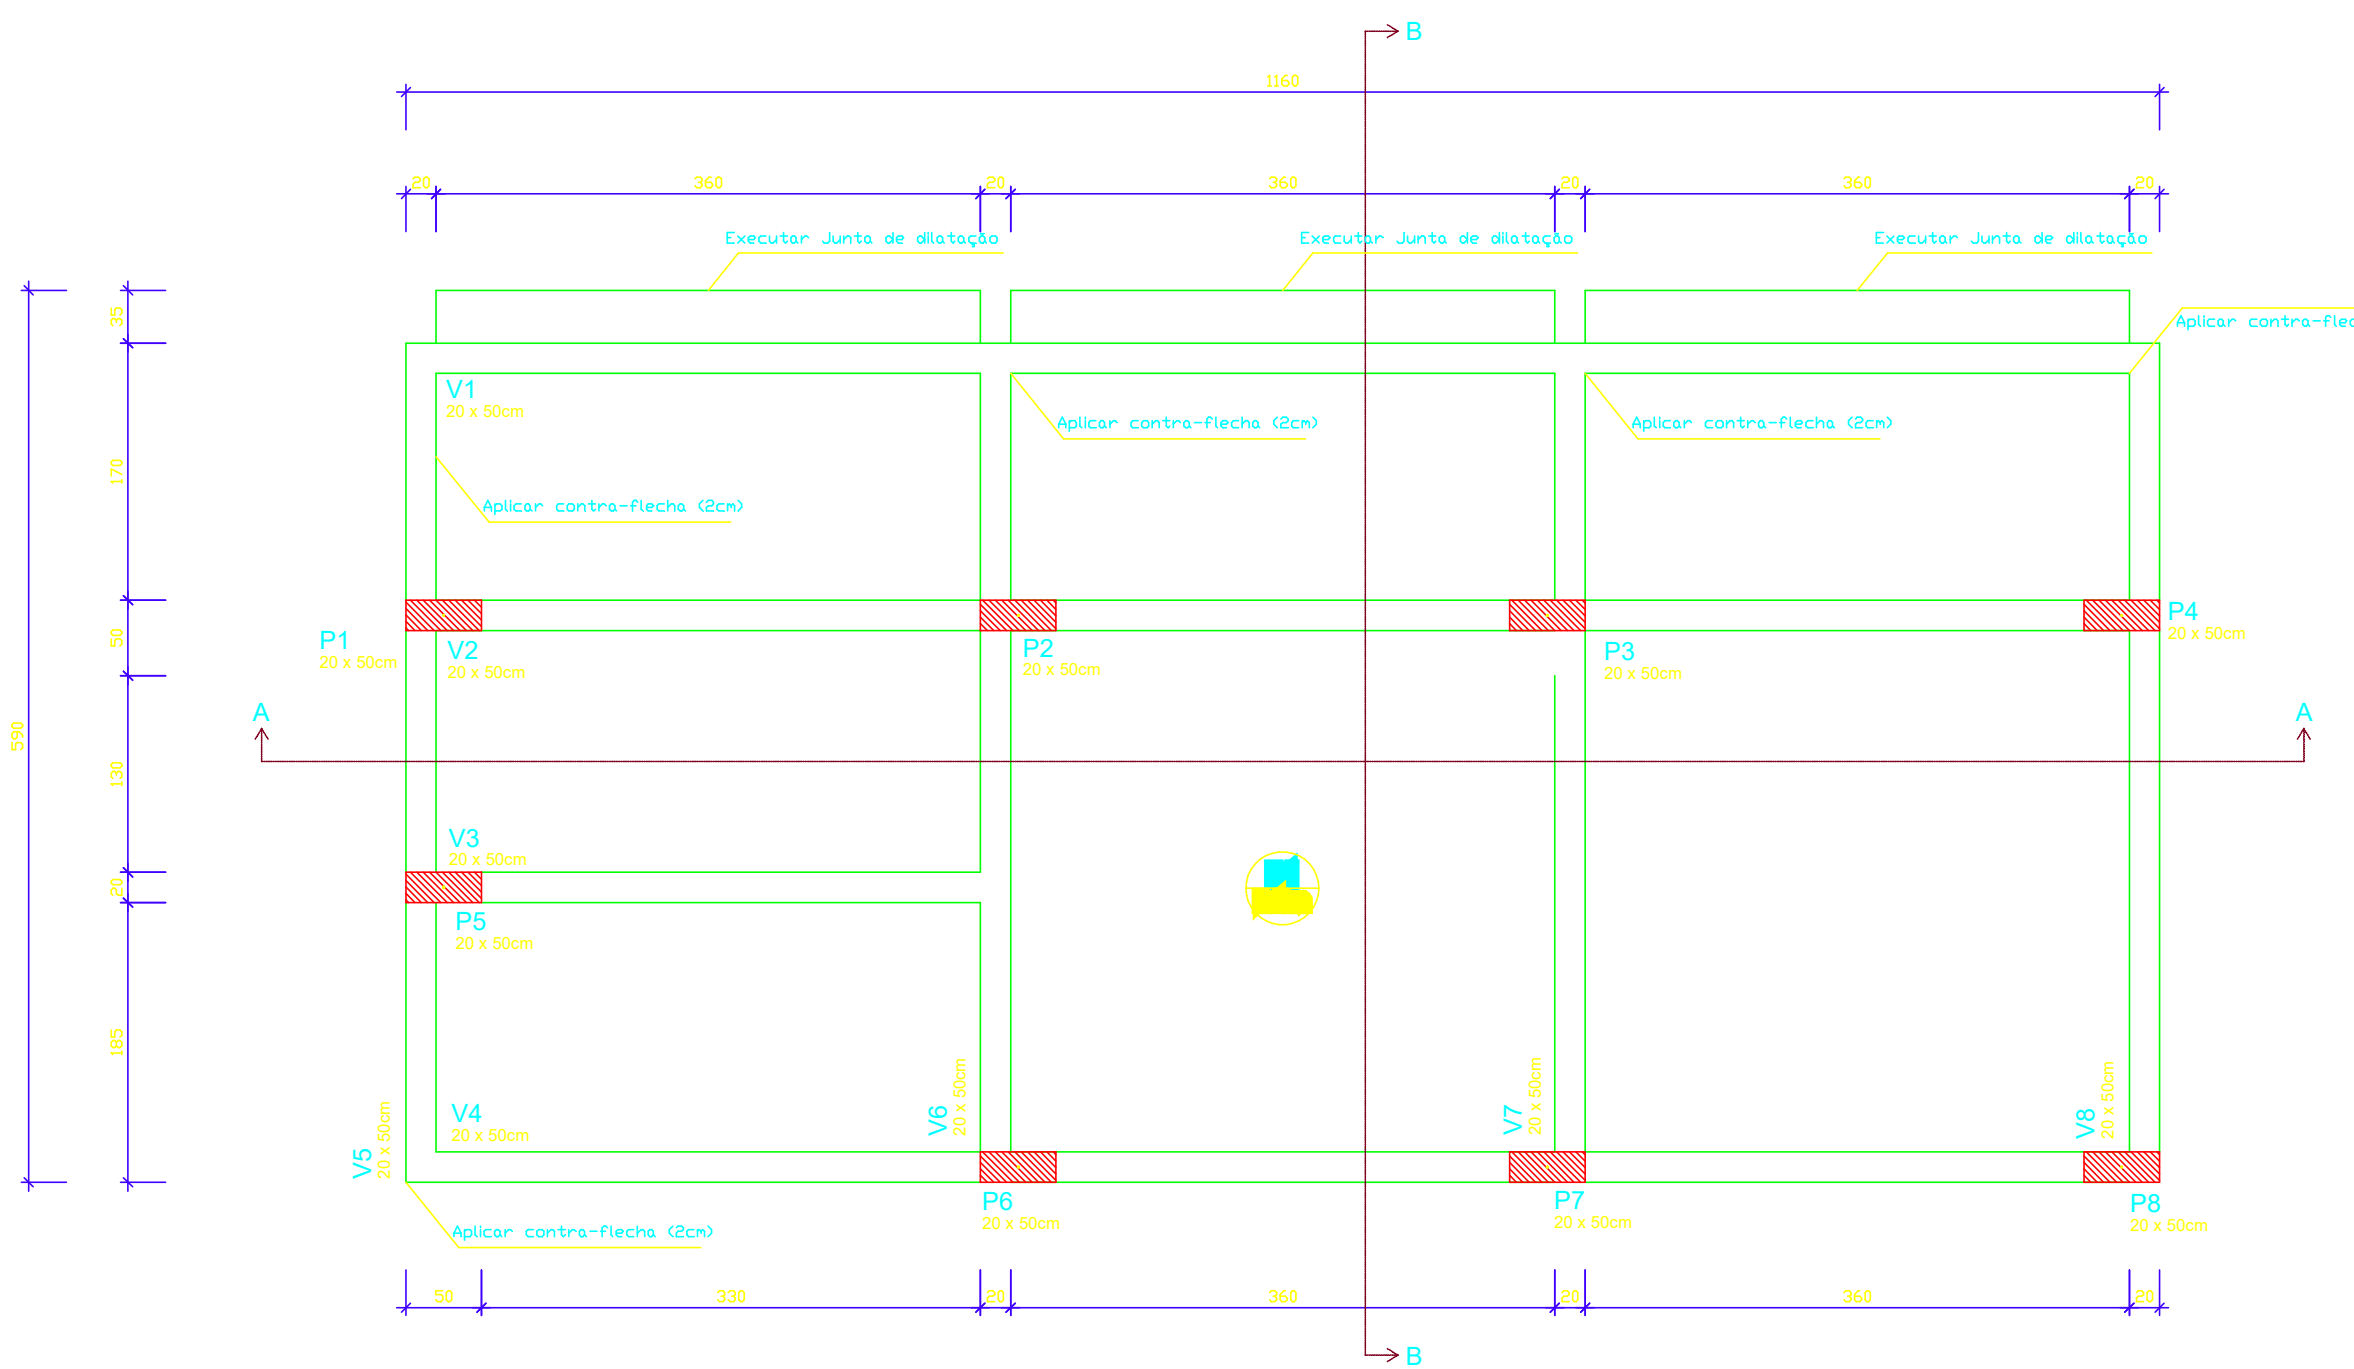 B
1160
20
360
20
360
20
360
20
Executar Junta de dilatação
Executar Junta de dilatação
Executar Junta de dilatação
35
Aplicar contra-flec
V1
20 x 50cm
Aplicar contra-flecha (2cm)
Aplicar contra-flecha (2cm)
170
Aplicar contra-flecha (2cm)
P1
20 x 50cm
V2
20 x 50cm
P2
20 x 50cm
P3
20 x 50cm
P4
20 x 50cm
50
A
A
590
130
V3
20 x 50cm
20
P5
20 x 50cm
185
V4
20 x 50cm
V5
20 x 50cm
V6
20 x 50cm
V7
20 x 50cm
V8
20 x 50cm
P6
20 x 50cm
P7
20 x 50cm
P8
20 x 50cm
Aplicar contra-flecha (2cm)
50
330
20
360
20
360
20
B